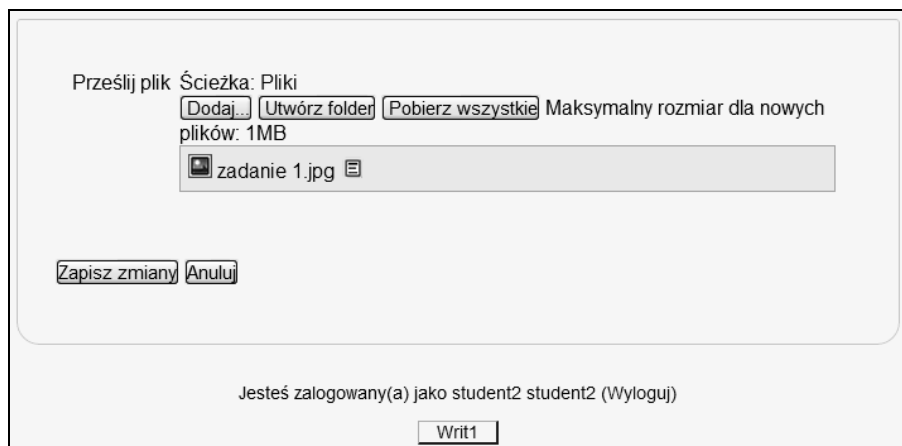 Prześlij plik Ścieżka: Pliki
Dodaj... Utwórz folder Pobierz wszystkie Maksymalny rozmiar dla nowych
plików: 1MB
zadanie 1.jpg
Zapisz zmiany Anuluj
Jesteś zalogowany(a) jako student2 student2 (Wyloguj)
Writ1